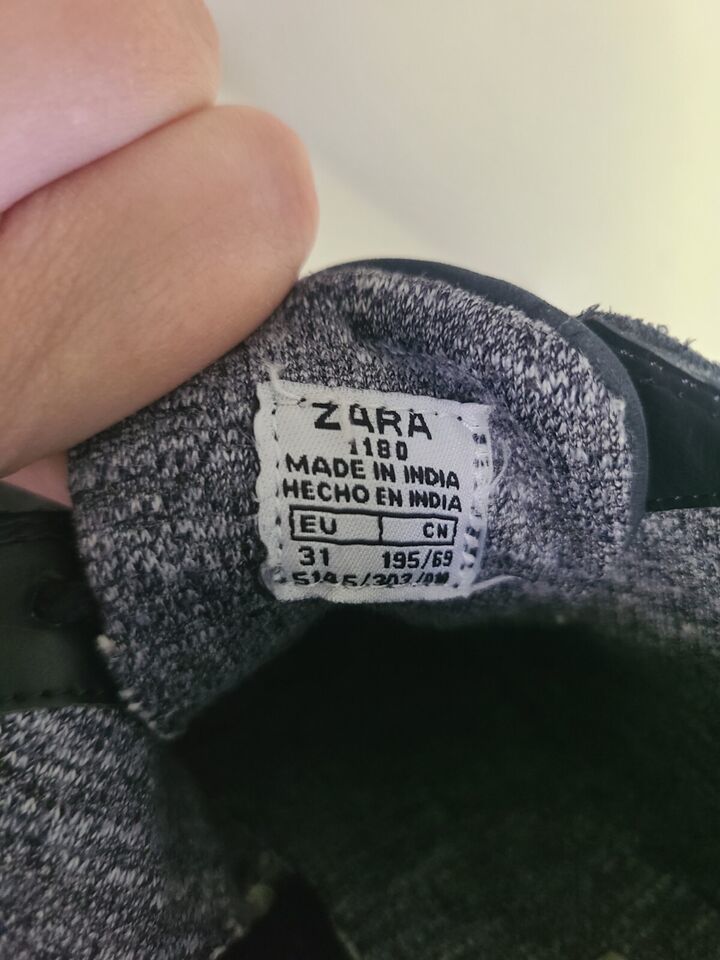 ZARA
1180
MADE IN INDIA
HECHO EN INDIA
EU CN
31 195/69